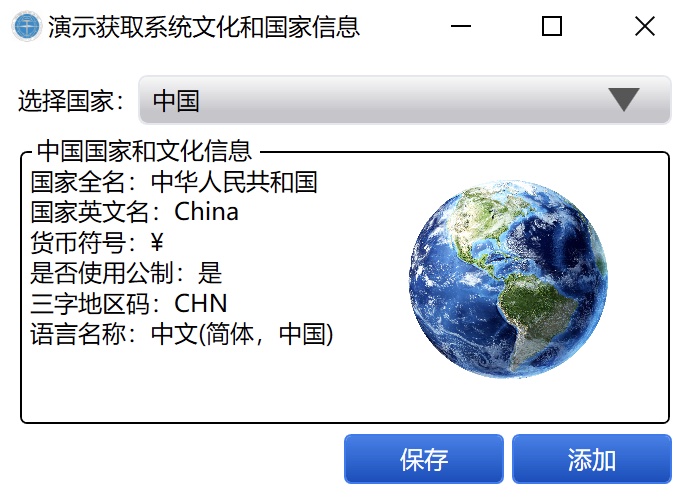 演示获取系统文化和国家信息
选择国家：中国
中国国家和文化信息
国家全名：中华人民共和国
国家英文名：China
货币符号：¥
是否使用公制：是
三字地区码：CHN
语言名称：中文(简体，中国)
保存 添加